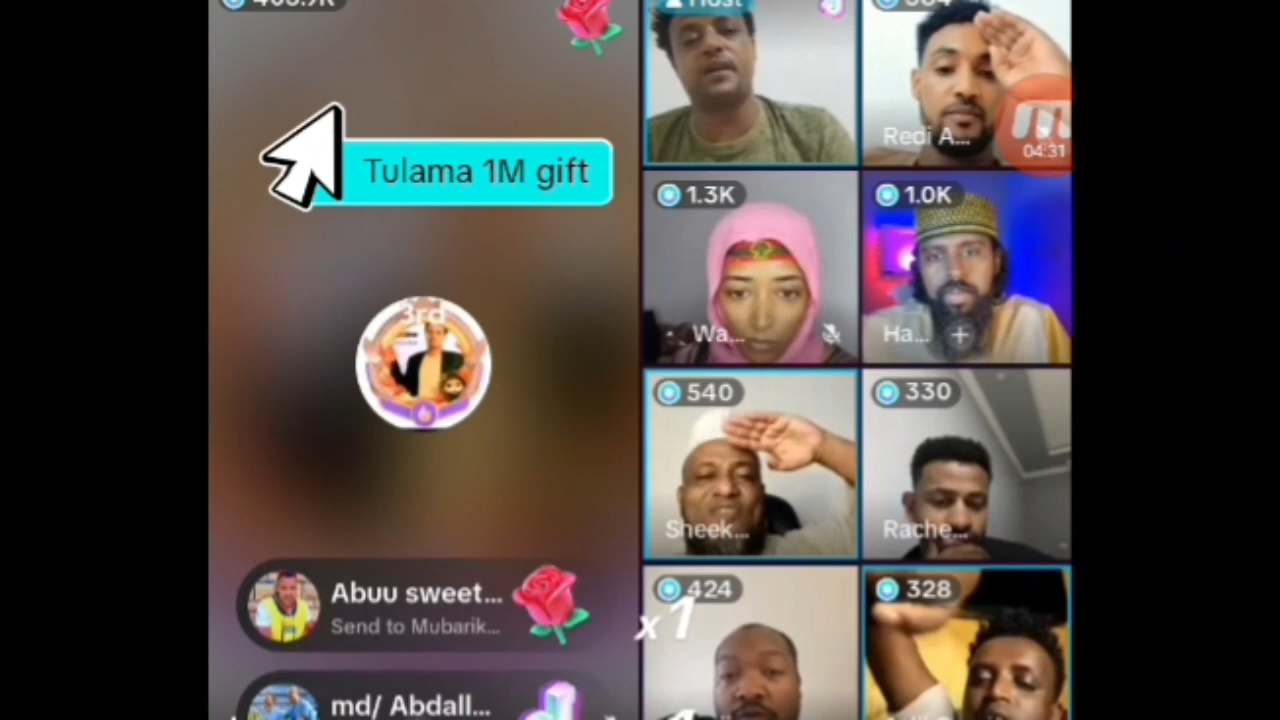 Host
Redi A...
04:31
Tulama 1M gift
1.3K
1.0K
3rd
Wa...
Ha...
540
330
Sheek...
Rache...
Abuu sweet...
Send to Mubarik...
424
328
x1
md/ Abdall...